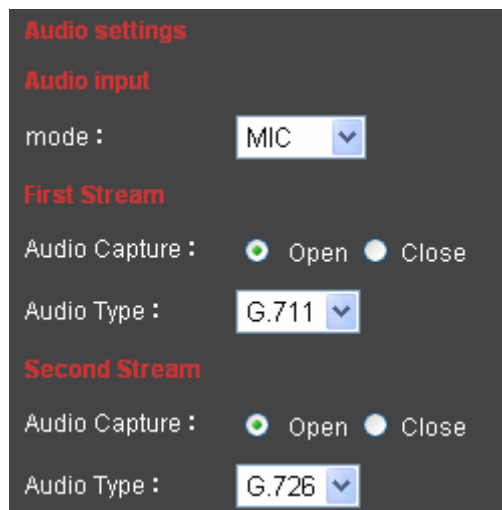 Audio settings
Audio input
mode : MIC
First Stream
Audio Capture : Open Close
Audio Type : G.711
Second Stream
Audio Capture : Open Close
Audio Type : G.726